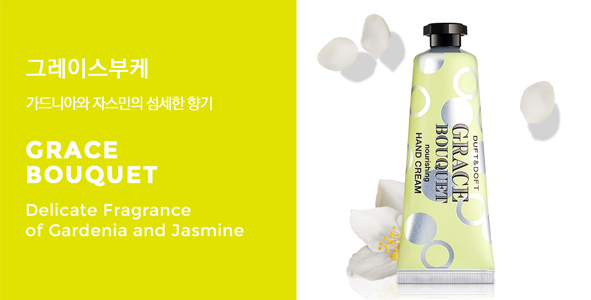 그레이스부케
가드니아와 자스민의 섬세한 향기
GRACE
BOUQUET
Delicate Fragrance
of Gardenia and Jasmine
DUFT&DOFT
GRACE
BOUQUET
nourishing
HAND CREAM